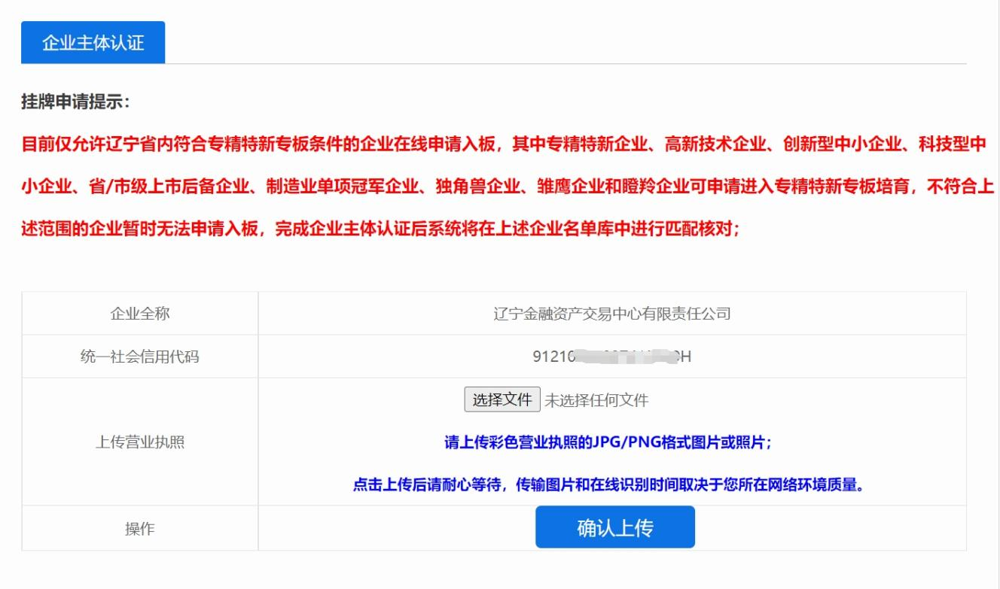 企业主体认证
挂牌申请提示：
目前仅允许辽宁省内符合专精特新专板条件的企业在线申请入板，其中专精特新企业、高新技术企业、创新型中小企业、科技型中
小企业、省/市级上市后备企业、制造业单项冠军企业、独角兽企业、雏鹰企业和瞪羚企业可申请进入专精特新专板培育，不符合上
述范围的企业暂时无法申请入板，完成企业主体认证后系统将在上述企业名单库中进行匹配核对；
企业全称 辽宁金融资产交易中心有限责任公司
统一社会信用代码
选择文件 未选择任何文件
上传营业执照 请上传彩色营业执照的JPG/PNG格式图片或照片；
点击上传后请耐心等待，传输图片和在线识别时间取决于您所在网络环境质量。
操作 确认上传